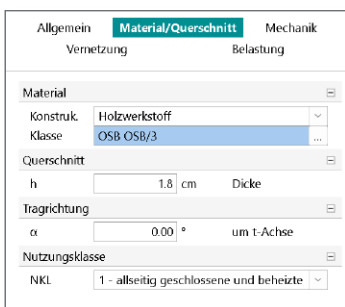 Allgemein Material/Querschnitt Mechanik
Vernetzung Belastung
Material
Konstruk. Holzwerkstoff
Klasse OSB OSB/3 ...
Querschnitt
h 1.8 cm Dicke
Tragrichtung
α 0.00 ° um t-Achse
Nutzungsklasse
NKL 1 - allseitig geschlossene und beheizte